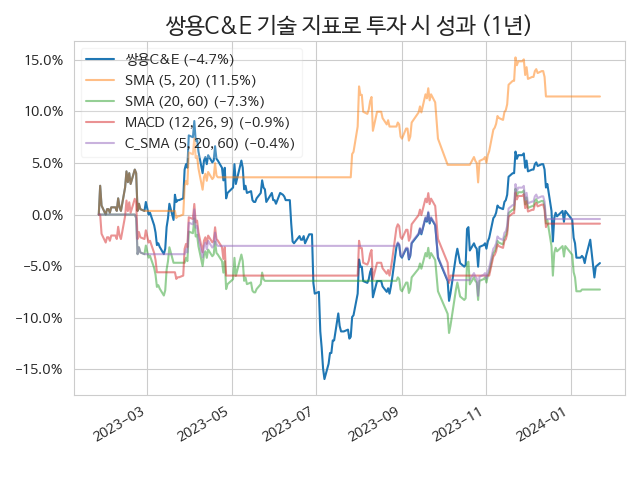 쌍용C&E 기술 지표로 투자 시 성과 (1년)
쌍용C&E (−4.7%)
SMA (5, 20) (11.5%)
SMA (20, 60) (−7.3%)
MACD (12, 26, 9) (−0.9%)
C_SMA (5, 20, 60) (−0.4%)
15.0%
10.0%
5.0%
0.0%
−5.0%
−10.0%
−15.0%
2023−03
2023−05
2023−07
2023−09
2023−11
2024−01